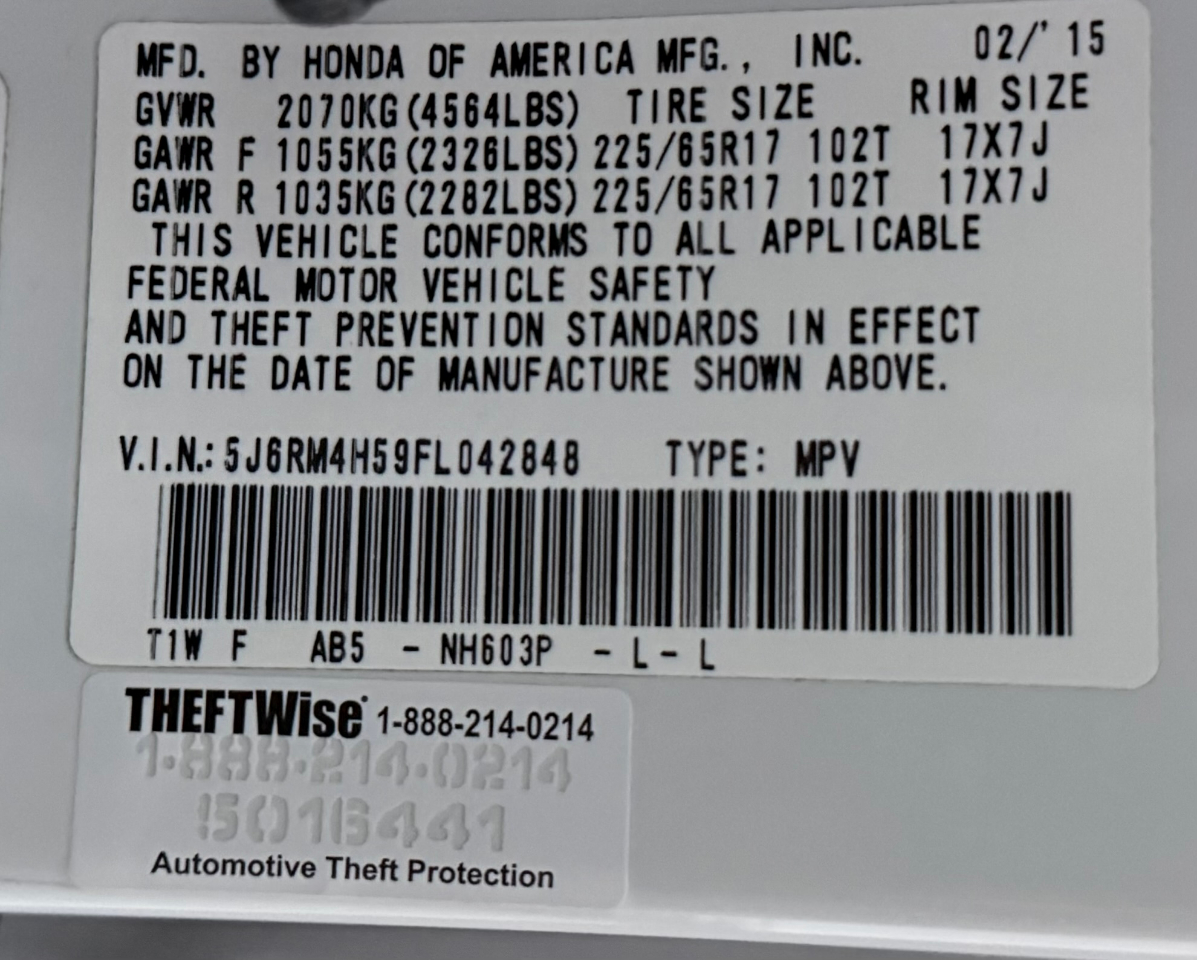 MFD. BY HONDA OF AMERICA MFG., INC. 02/'15
GVWR 2070KG(4564LBS) TIRE SIZE RIM SIZE
GAWR F 1055KG(2326LBS) 225/65R17 102T 17X7J
GAWR R 1035KG(2282LBS) 225/65R17 102T 17X7J
THIS VEHICLE CONFORMS TO ALL APPLICABLE
FEDERAL MOTOR VEHICLE SAFETY
AND THEFT PREVENTION STANDARDS IN EFFECT
ON THE DATE OF MANUFACTURE SHOWN ABOVE.
V.I.N.: 5J6RM4H59FL042848 TYPE: MPV
T1W F AB5 - NH603P - L - L
THEFTWise 1-888-214-0214
1-888-214-0214
Automotive Theft Protection